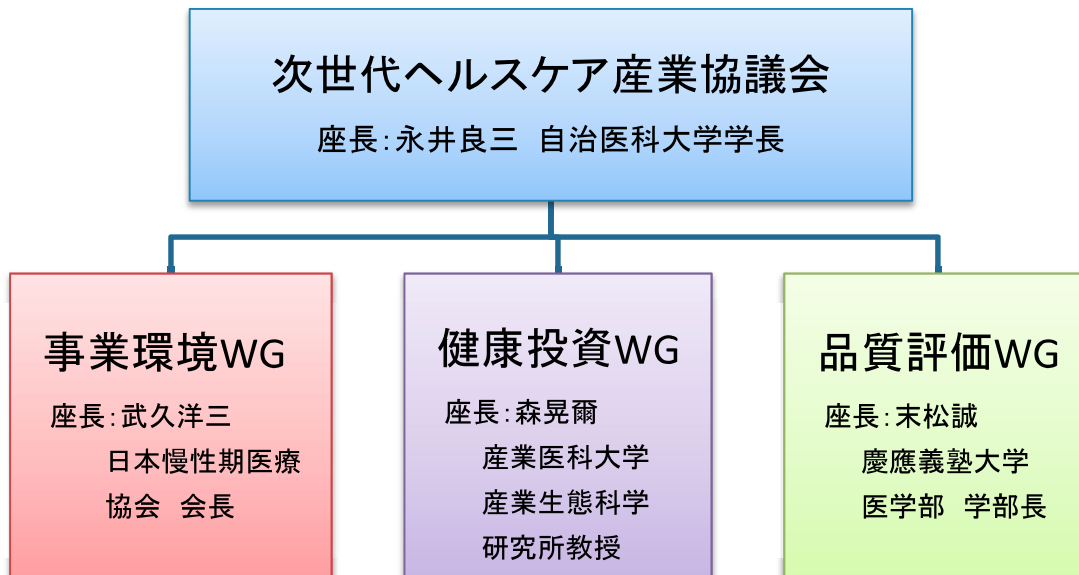 次世代ヘルスケア産業協議会
座長:永井良三　自治医科大学学長
事業環境WG
座長:武久洋三
日本慢性期医療
協会　会長
健康投資WG
座長:森晃爾
産業医科大学
産業生態科学
研究所教授
品質評価WG
座長:末松誠
慶應義塾大学
医学部　学部長